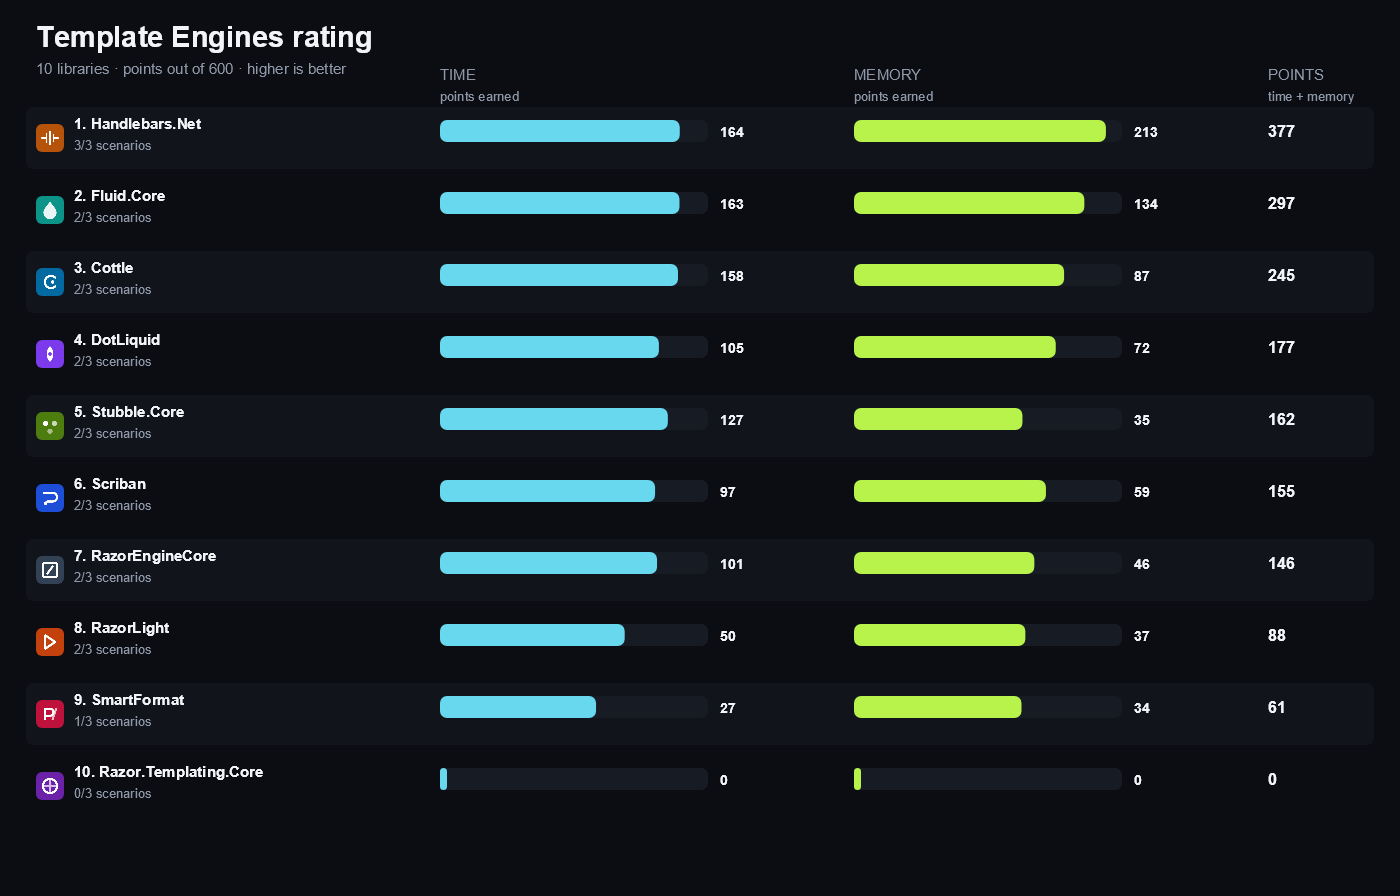 Template Engines rating
10 libraries · points out of 600 · higher is better
TIME
points earned
MEMORY
points earned
POINTS
time + memory
1. Handlebars.Net
3/3 scenarios
164
213
377
2. Fluid.Core
2/3 scenarios
163
134
297
3. Cottle
2/3 scenarios
158
87
245
4. DotLiquid
2/3 scenarios
105
72
177
5. Stubble.Core
2/3 scenarios
127
35
162
6. Scriban
2/3 scenarios
97
59
155
7. RazorEngineCore
2/3 scenarios
101
46
146
8. RazorLight
2/3 scenarios
50
37
88
9. SmartFormat
1/3 scenarios
27
34
61
10. Razor.Templating.Core
0/3 scenarios
0
0
0